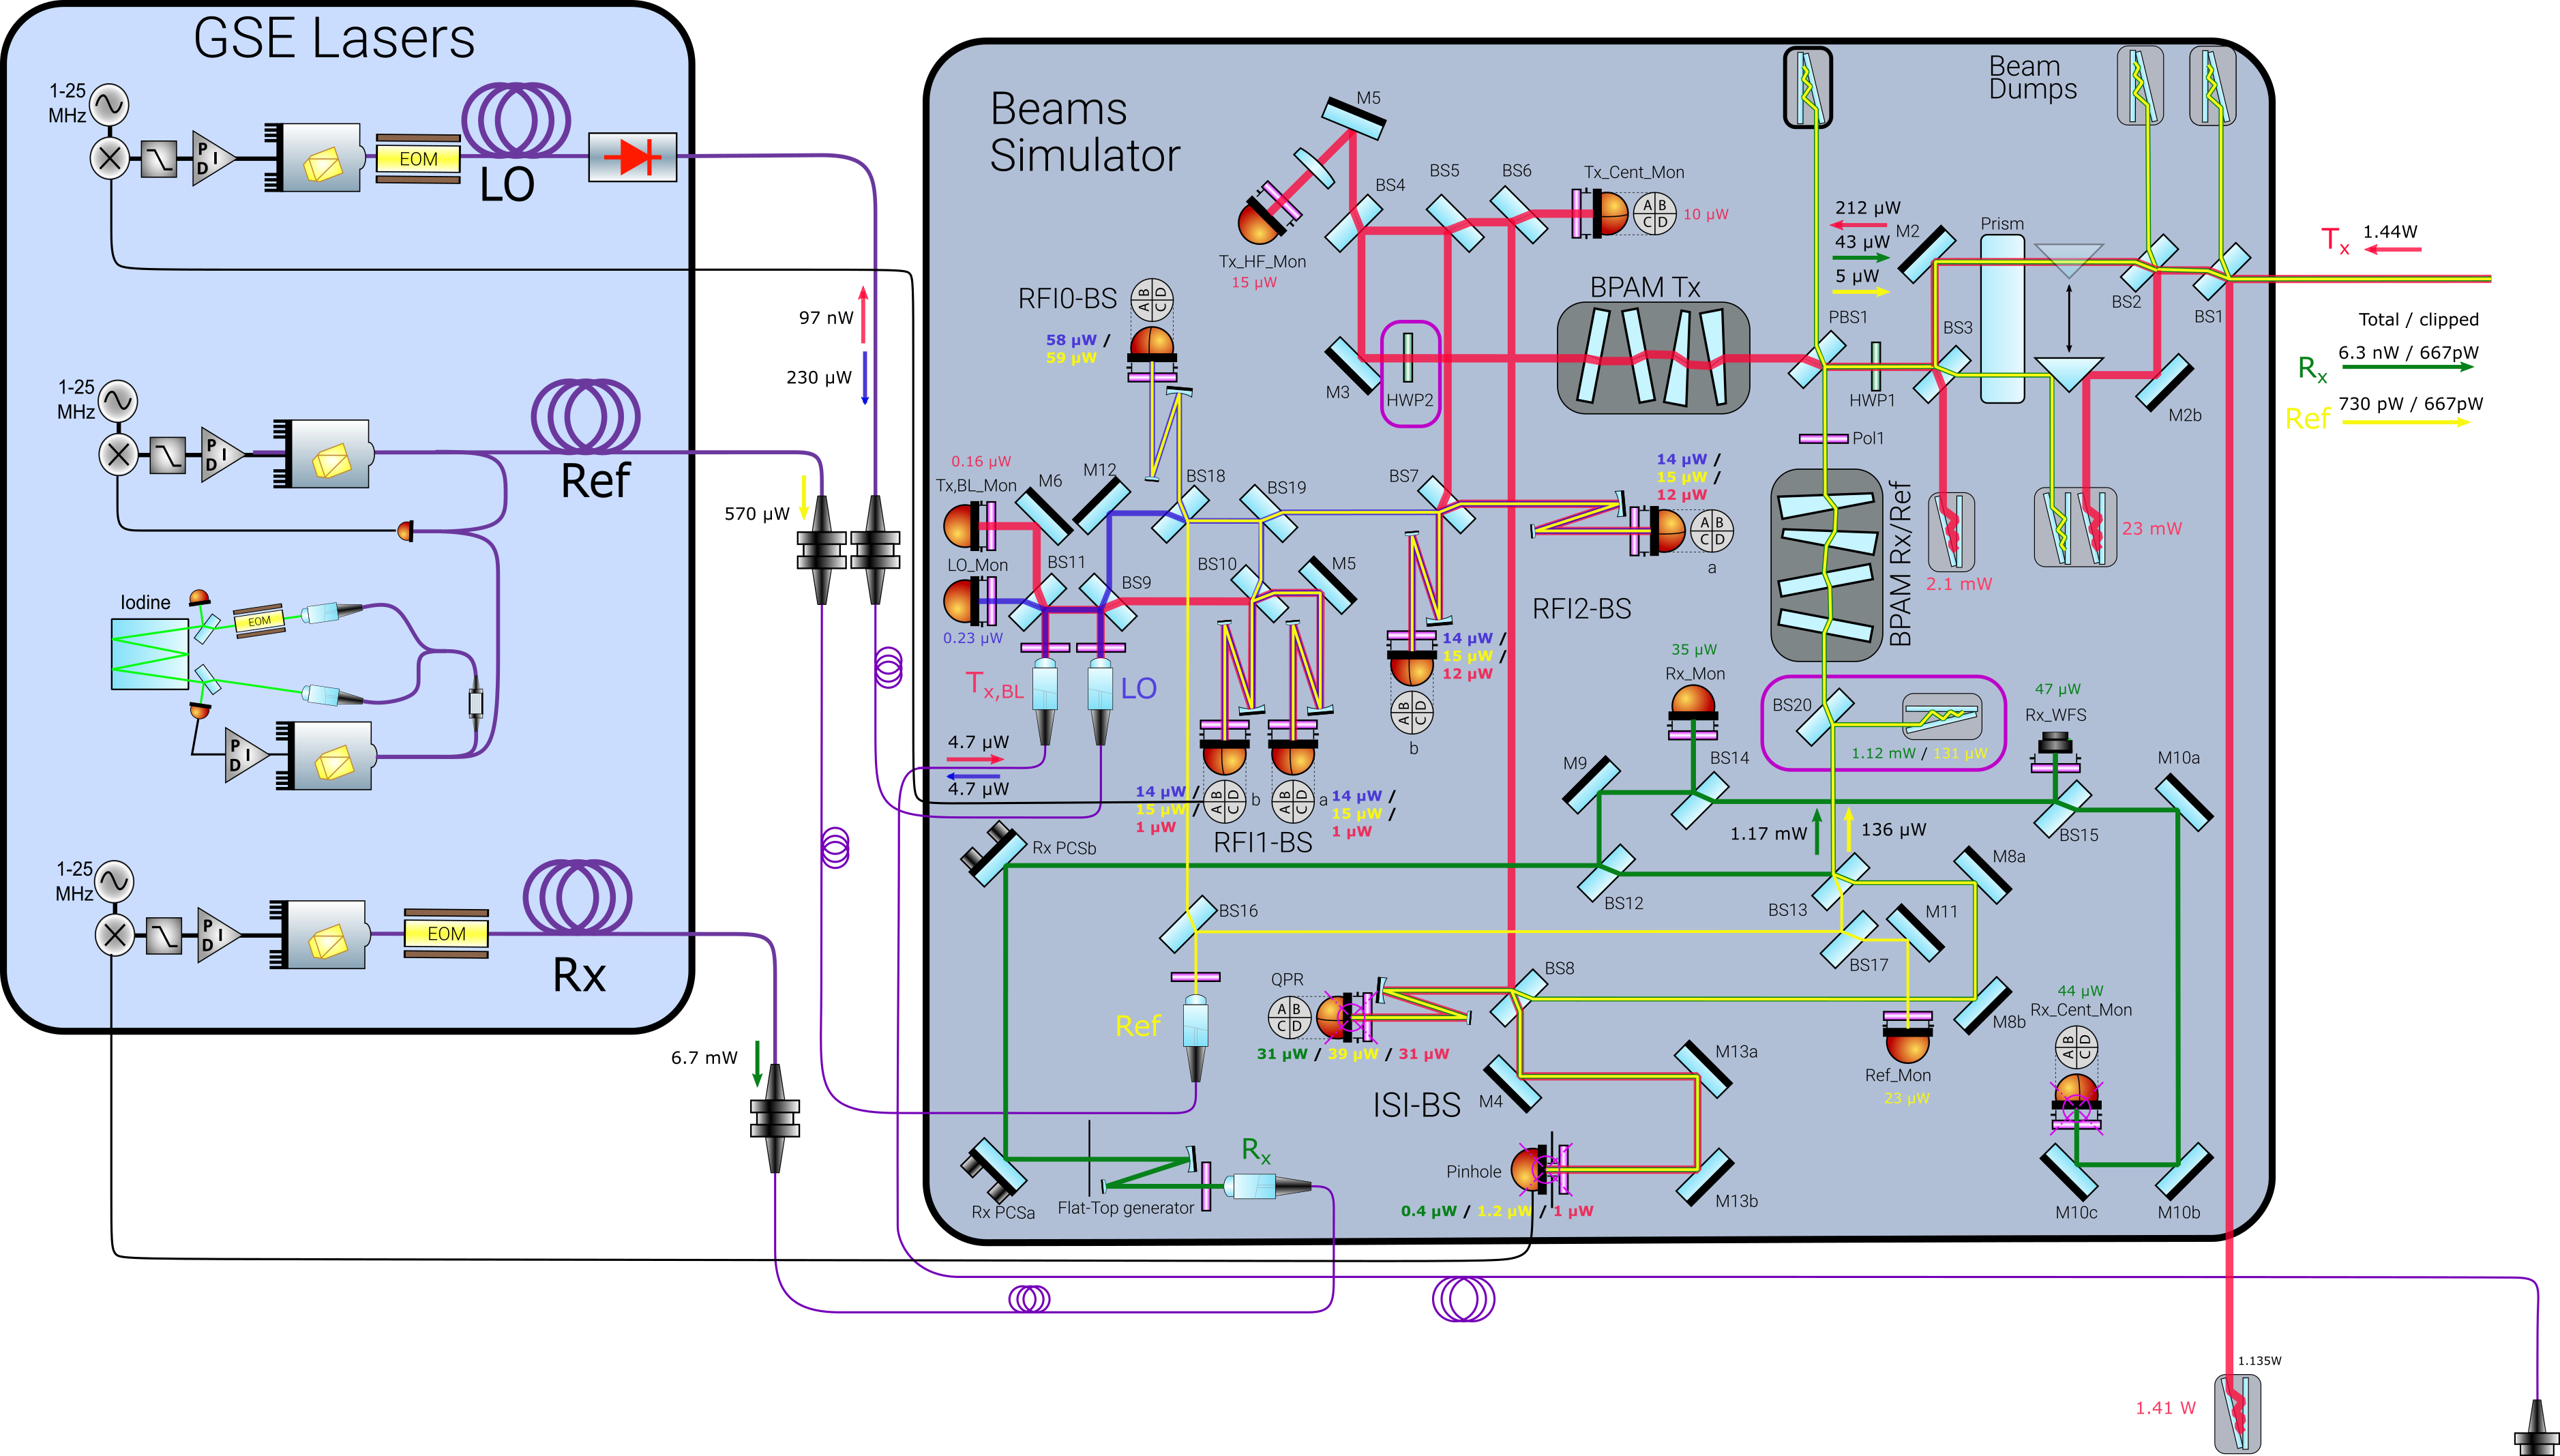 GSE Lasers
1-25
MHz
P I
D
EOM
LO
1-25
MHz
P I
D
Ref
Iodine
EOM
P I
D
1-25
MHz
P I
D
EOM
Rx
97 nW
230 µW
570 µW
6.7 mW
Beams
Simulator
Beam
Dumps
M5
BS4
BS5
BS6
Tx_Cent_Mon
A B
C D
10 µW
Tx_HF_Mon
15 µW
212 µW
43 µW
5 µW
M2
Prism
BS2
BS1
Tx
1.44W
RFI0-BS
A B
C D
58 µW /
59 µW
BPAM Tx
M3
HWP2
PBS1
HWP1
BS3
M2b
Total / clipped
Rx
6.3 nW / 667pW
Ref
730 pW / 667pW
Pol1
0.16 µW
Tx,BL_Mon
M6
M12
BS18
BS19
BS7
14 µW /
15 µW /
12 µW
A B
C D
a
RFI2-BS
BPAM Rx/Ref
2.1 mW
23 mW
LO_Mon
0.23 µW
BS11
BS9
BS10
M5
14 µW /
15 µW /
12 µW
A B
C D
b
Tx,BL
LO
4.7 µW
4.7 µW
14 µW /
15 µW /
1 µW
A B
C D
b
A B
C D
a
14 µW /
15 µW /
1 µW
RFI1-BS
35 µW
Rx_Mon
BS20
1.12 mW / 131 µW
47 µW
Rx_WFS
M9
BS14
M10a
BS15
1.17 mW
136 µW
Rx PCSb
BS12
M8a
BS13
M11
BS16
BS17
Ref
QPR
A B
C D
BS8
31 µW / 39 µW / 31 µW
M8b
44 µW
Rx_Cent_Mon
A B
C D
Ref_Mon
23 µW
ISI-BS
M4
M13a
M13b
Rx
Rx PCSa
Flat-Top generator
Pinhole
0.4 µW / 1.2 µW / 1 µW
M10c
M10b
1.135W
1.41 W